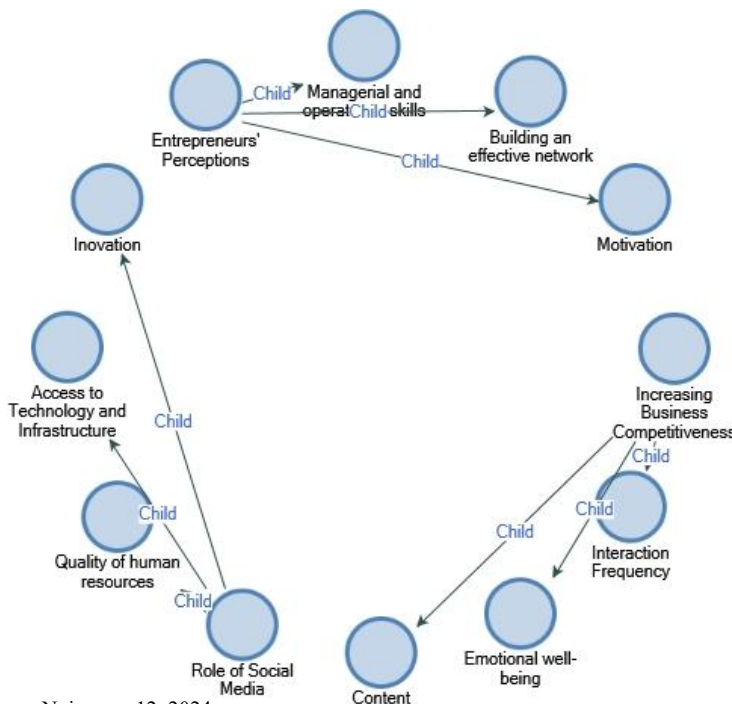 Managerial and
skills
Child
Child
Building an
effective network
Entrepreneurs'
Perceptions
Child
Inovation
Motivation
Access to
Technology and
Infrastructure
Increasing
Business
Competitiveness
Child
Child
Child
Child
Child
Quality of human
resources
Interaction
Frequency
Child
Role of Social
Media
Emotional well-
being
Content
12, 2024